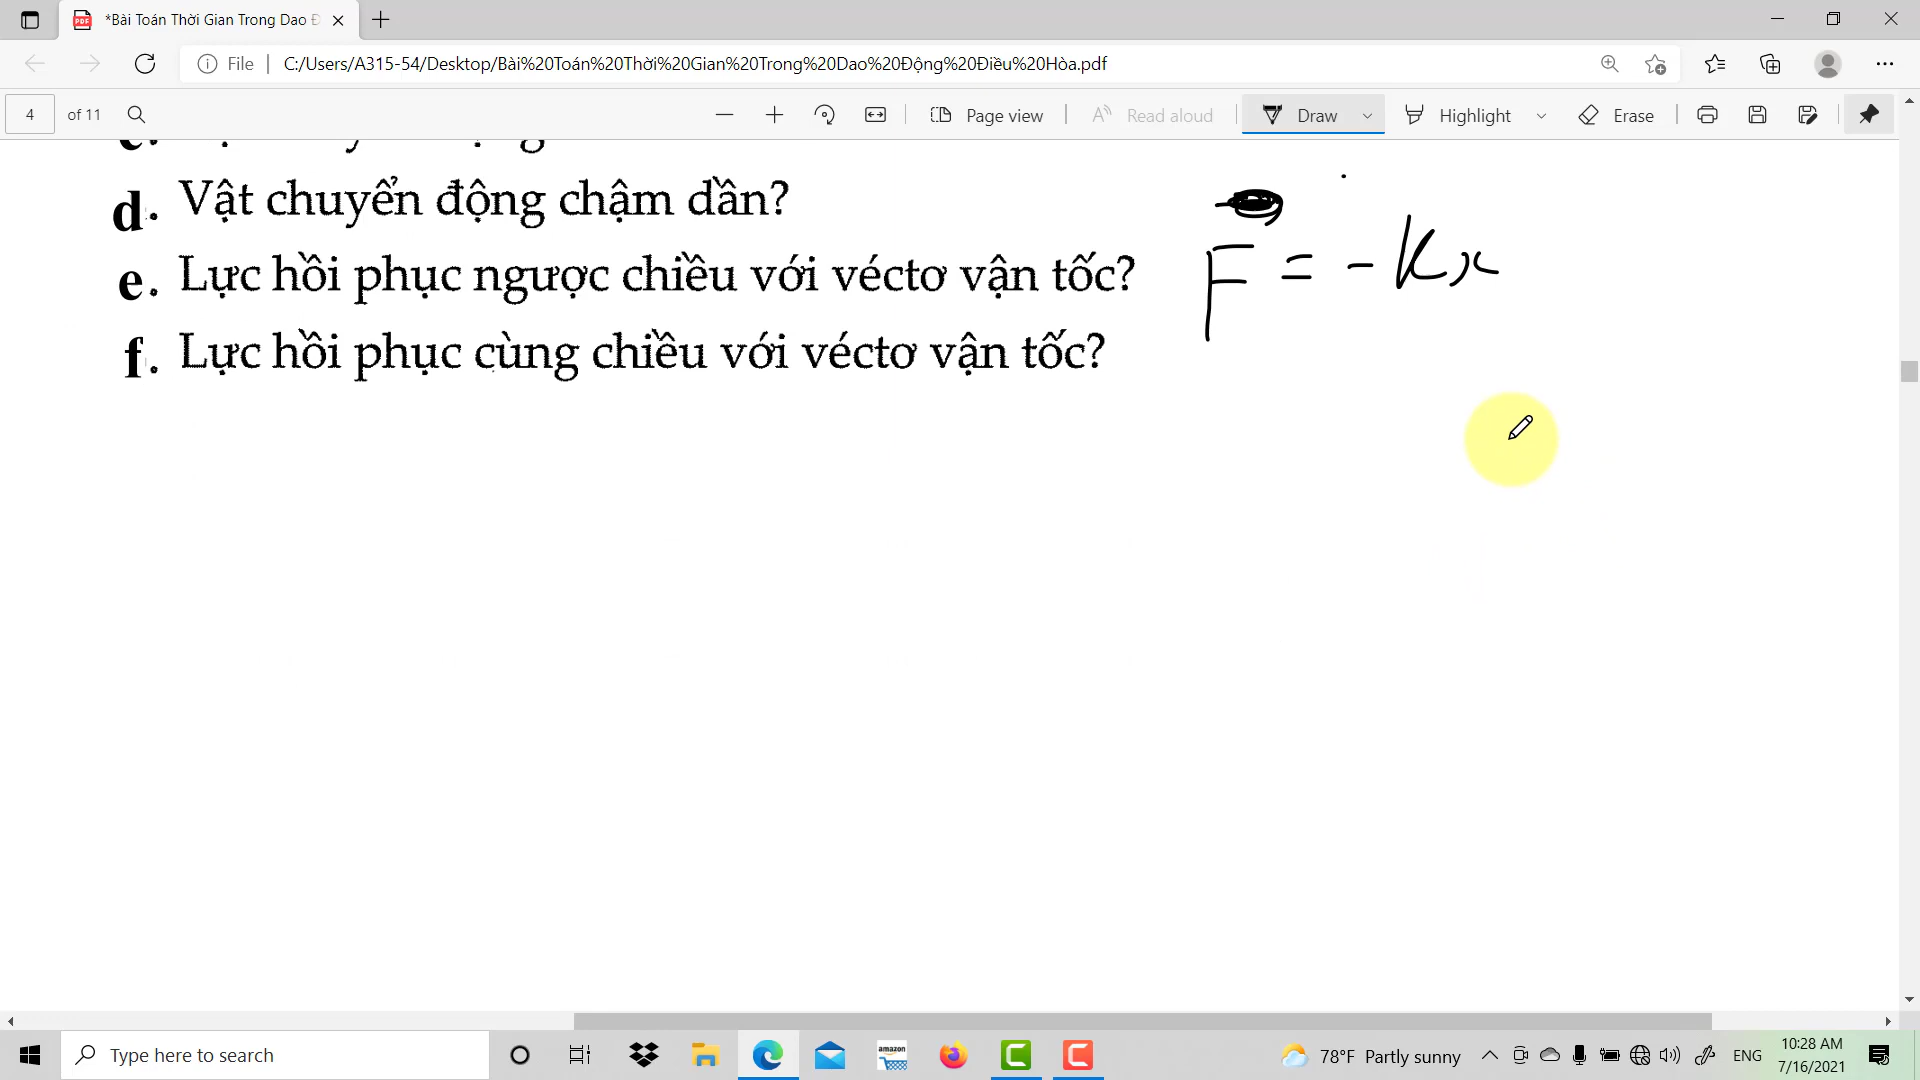 *Bài Toán Thời Gian Trong Dao Đ
File
C:/Users/A315-54/Desktop/Bài%20Toán%20Thời%20Gian%20Trong%20Dao%20Động%20Điều%20Hòa.pdf
4 of 11
Page view
Read aloud
Draw
Highlight
Erase
d. Vật chuyển động chậm dần?
e. Lực hồi phục ngược chiều với véctơ vận tốc?
f. Lực hồi phục cùng chiều với véctơ vận tốc?
F = - Kx
Type here to search
amazon
78°F Partly sunny
ENG
10:28 AM
7/16/2021